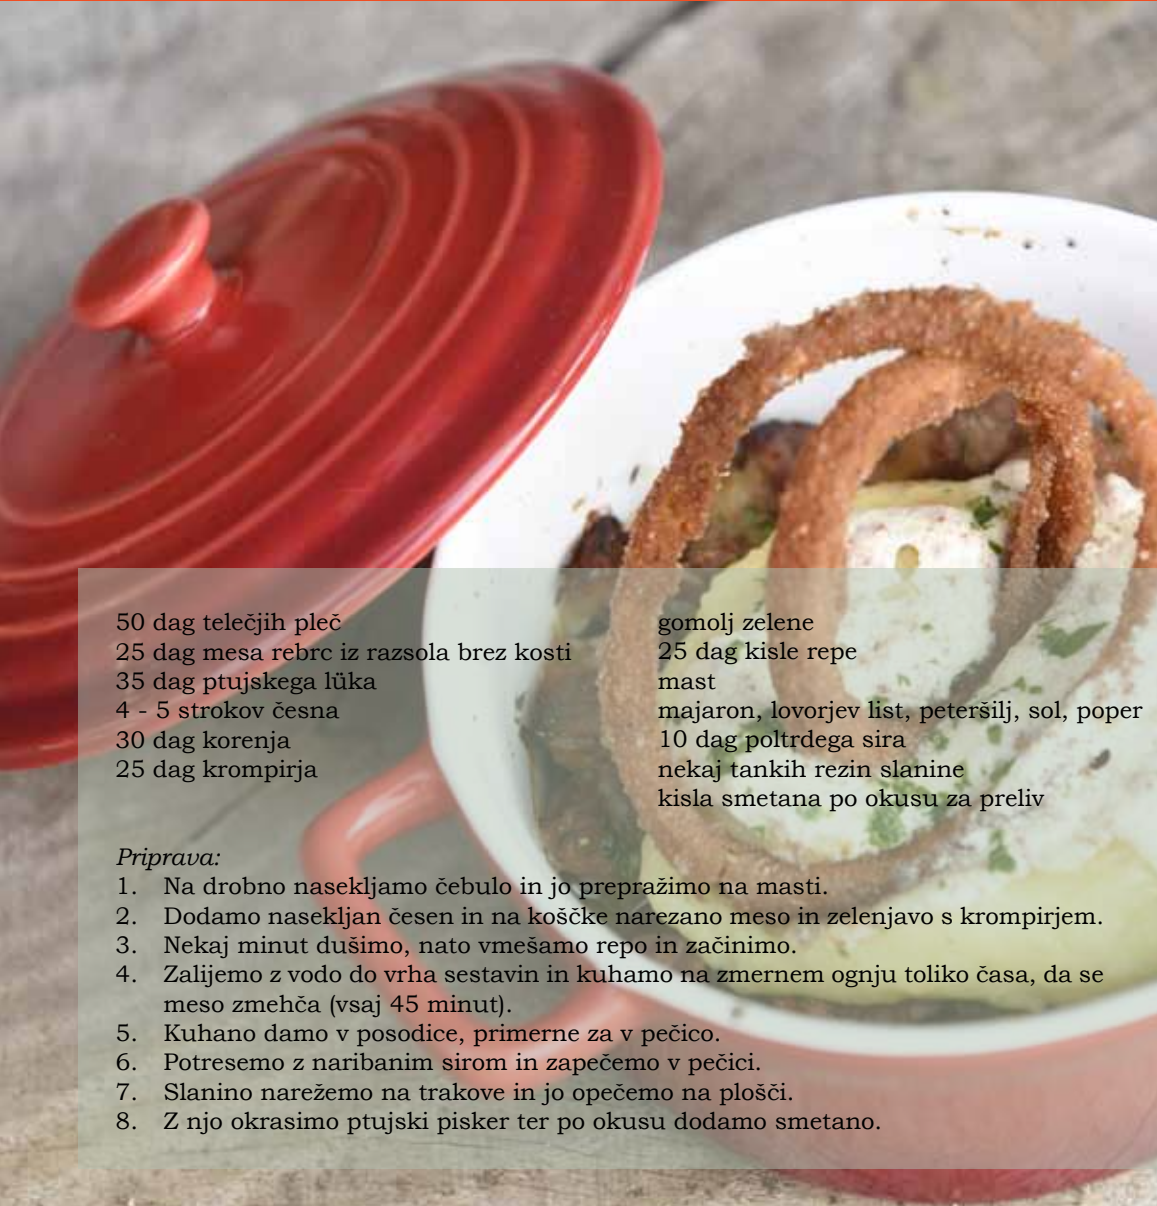 50 dag telečjih pleč
25 dag mesa rebrc iz razsola brez kosti
35 dag ptujskega lüka
4 - 5 strokov česna
30 dag korenja
25 dag krompirja
gomolj zelene
25 dag kisle repe
mast
majaron, lovorjev list, peteršilj, sol, poper
10 dag poltrdega sira
nekaj tankih rezin slanine
kisla smetana po okusu za preliv
Priprava:
1. Na drobno nasekljamo čebulo in jo prepražimo na masti.
2. Dodamo nasekljan česen in na koščke narezano meso in zelenjavo s krompirjem.
3. Nekaj minut dušimo, nato vmešamo repo in začinimo.
4. Zalijemo z vodo do vrha sestavin in kuhamo na zmernem ognju toliko časa, da se
meso zmehča (vsaj 45 minut).
5. Kuhano damo v posodice, primerne za v pečico.
6. Potresemo z naribanim sirom in zapečemo v pečici.
7. Slanino narežemo na trakove in jo opečemo na plošči.
8. Z njo okrasimo ptujski pisker ter po okusu dodamo smetano.